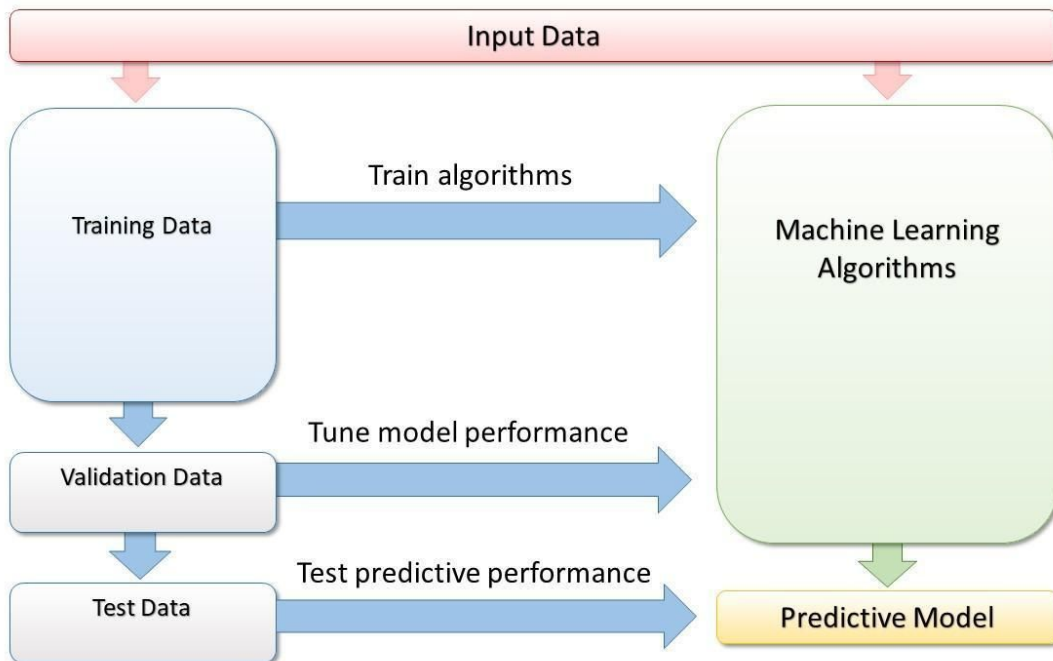 Input Data
Train algorithms
Training Data
Machine Learning
Algorithms
Tune model performance
Validation Data
Test predictive performance
Test Data
Predictive Model